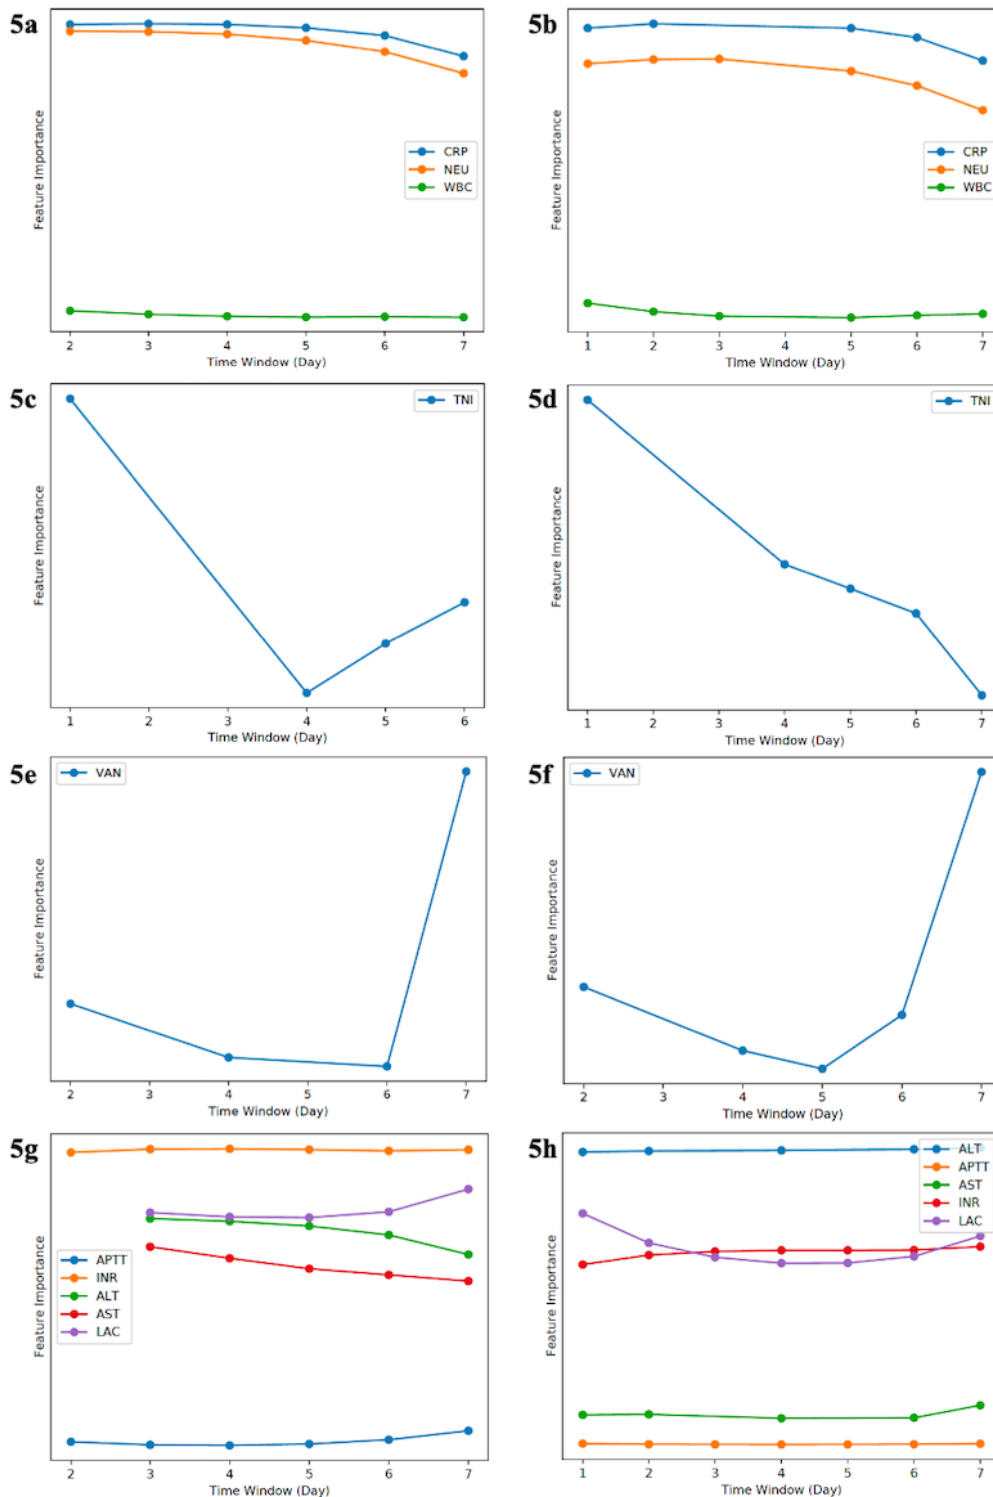 5a
Feature Importance
CRP
NEU
WBC
2 3 4 5 6 7
Time Window (Day)
5b
Feature Importance
CRP
NEU
WBC
1 2 3 4 5 6 7
Time Window (Day)
5c
Feature Importance
TNI
1 2 3 4 5 6
Time Window (Day)
5d
Feature Importance
TNI
1 2 3 4 5 6 7
Time Window (Day)
5e
Feature Importance
VAN
2 3 4 5 6 7
Time Window (Day)
5f
Feature Importance
VAN
2 3 4 5 6 7
Time Window (Day)
5g
Feature Importance
APTT
INR
ALT
AST
LAC
2 3 4 5 6 7
Time Window (Day)
5h
Feature Importance
ALT
APTT
AST
INR
LAC
1 2 3 4 5 6 7
Time Window (Day)